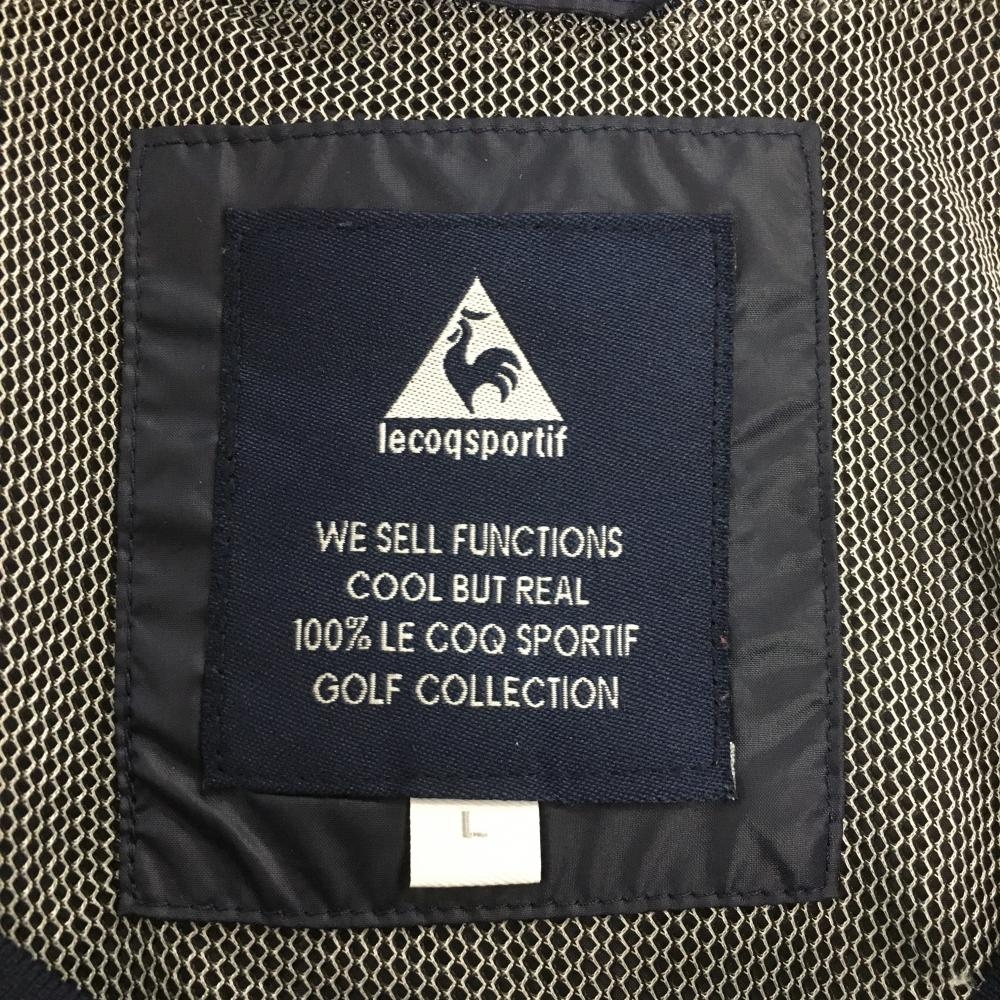 lecoqsportif
WE SELL FUNCTIONS
COOL BUT REAL
100% LE COQ SPORTIF
GOLF COLLECTION
L